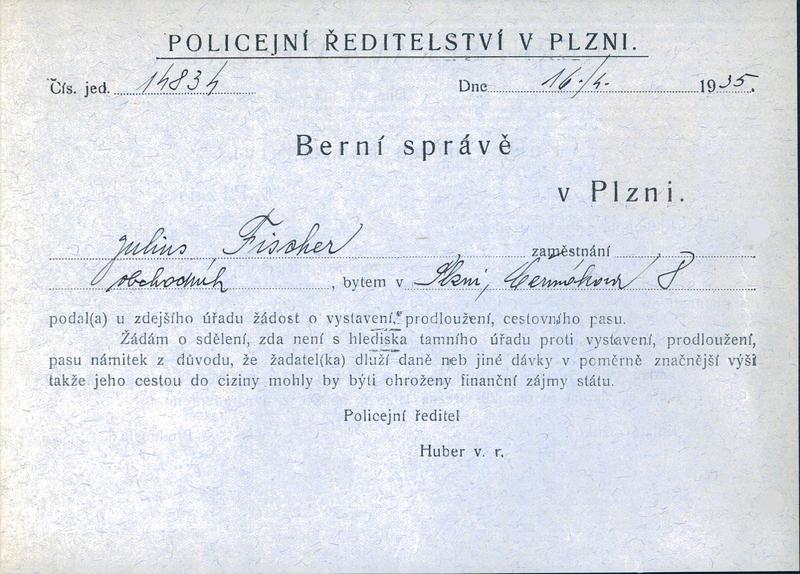 POLICEJNÍ ŘEDITELSTVÍ V PLZNI.
Čís. jed. 14834 Dne 16./4. 1935.
Berní správě
v Plzni.
Julius Fischer zaměstnání
obchodník, bytem v Plzni, Čermákova 8
podal(a) u zdejšího úřadu žádost o vystavení, prodloužení, cestovního pasu.
Žádám o sdělení, zda není s hlediska tamního úřadu proti vystavení, prodloužení,
pasu námitek z důvodu, že žadatel(ka) dluží daně neb jiné dávky v poměrně značnější výši
takže jeho cestou do ciziny mohly by býti ohroženy finanční zájmy státu.
Policejní ředitel
Huber v. r.